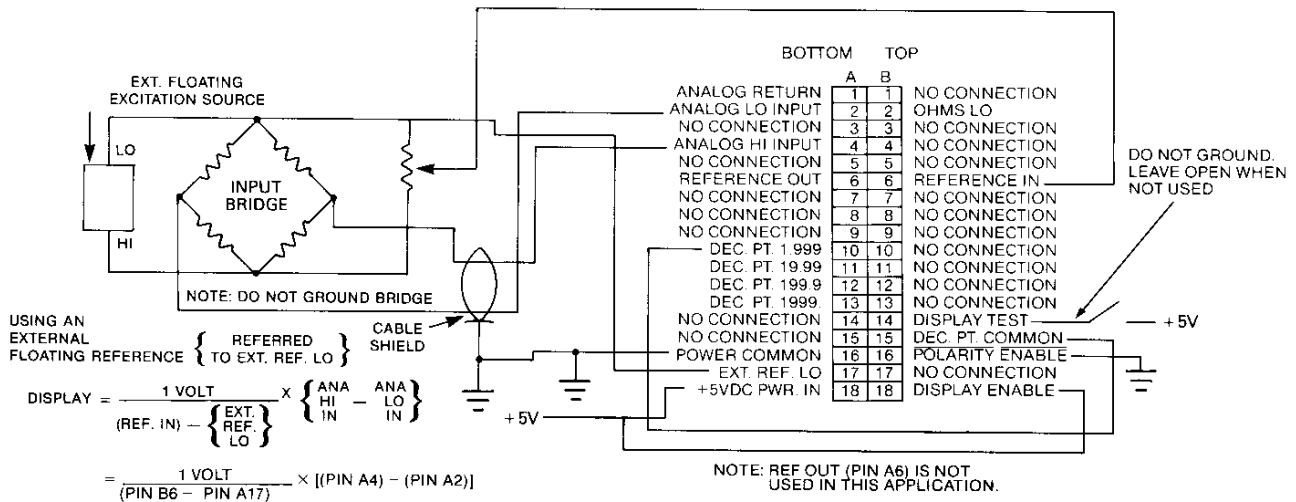 BOTTOM TOP
A B
ANALOG RETURN 1 1 NO CONNECTION
ANALOG LO INPUT 2 2 OHMS LO
NO CONNECTION 3 3 NO CONNECTION
ANALOG HI INPUT 4 4 NO CONNECTION
NO CONNECTION 5 5 NO CONNECTION
REFERENCE OUT 6 6 REFERENCE IN
NO CONNECTION 7 7 NO CONNECTION
NO CONNECTION 8 8 NO CONNECTION
NO CONNECTION 9 9 NO CONNECTION
DEC. PT. 1.999 10 10 NO CONNECTION
DEC. PT. 19.99 11 11 NO CONNECTION
DEC. PT. 199.9 12 12 NO CONNECTION
DEC. PT. 1999. 13 13 NO CONNECTION
NO CONNECTION 14 14 DISPLAY TEST
NO CONNECTION 15 15 DEC. PT. COMMON
POWER COMMON 16 16 POLARITY ENABLE
EXT. REF. LO 17 17 NO CONNECTION
+5VDC PWR. IN 18 18 DISPLAY ENABLE
EXT. FLOATING
EXCITATION SOURCE
LO
HI
INPUT
BRIDGE
NOTE: DO NOT GROUND BRIDGE
CABLE
SHIELD
DO NOT GROUND.
LEAVE OPEN WHEN
NOT USED
+5V
+5V
USING AN
EXTERNAL
FLOATING REFERENCE { REFERRED
TO EXT. REF. LO }
DISPLAY = 1 VOLT
(REF. IN) – { EXT.
REF.
LO }
× { ANA
HI
IN – ANA
LO
IN }
= 1 VOLT
(PIN B6 – PIN A17)
× [(PIN A4) – (PIN A2)]
NOTE: REF OUT (PIN A6) IS NOT
USED IN THIS APPLICATION.